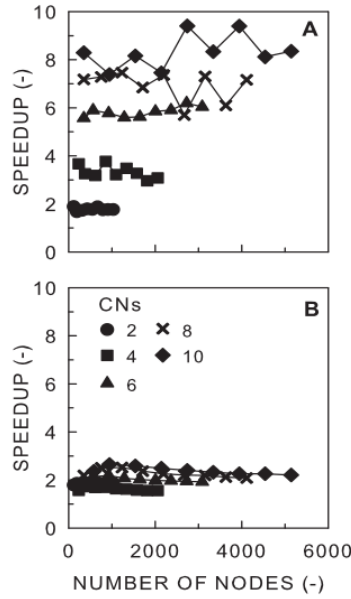 10
A
8
6
4
2
0
SPEEDUP (-)
10
B
CNs
2 8
4 10
6
8
6
4
2
0
SPEEDUP (-)
0 2000 4000 6000
NUMBER OF NODES (-)